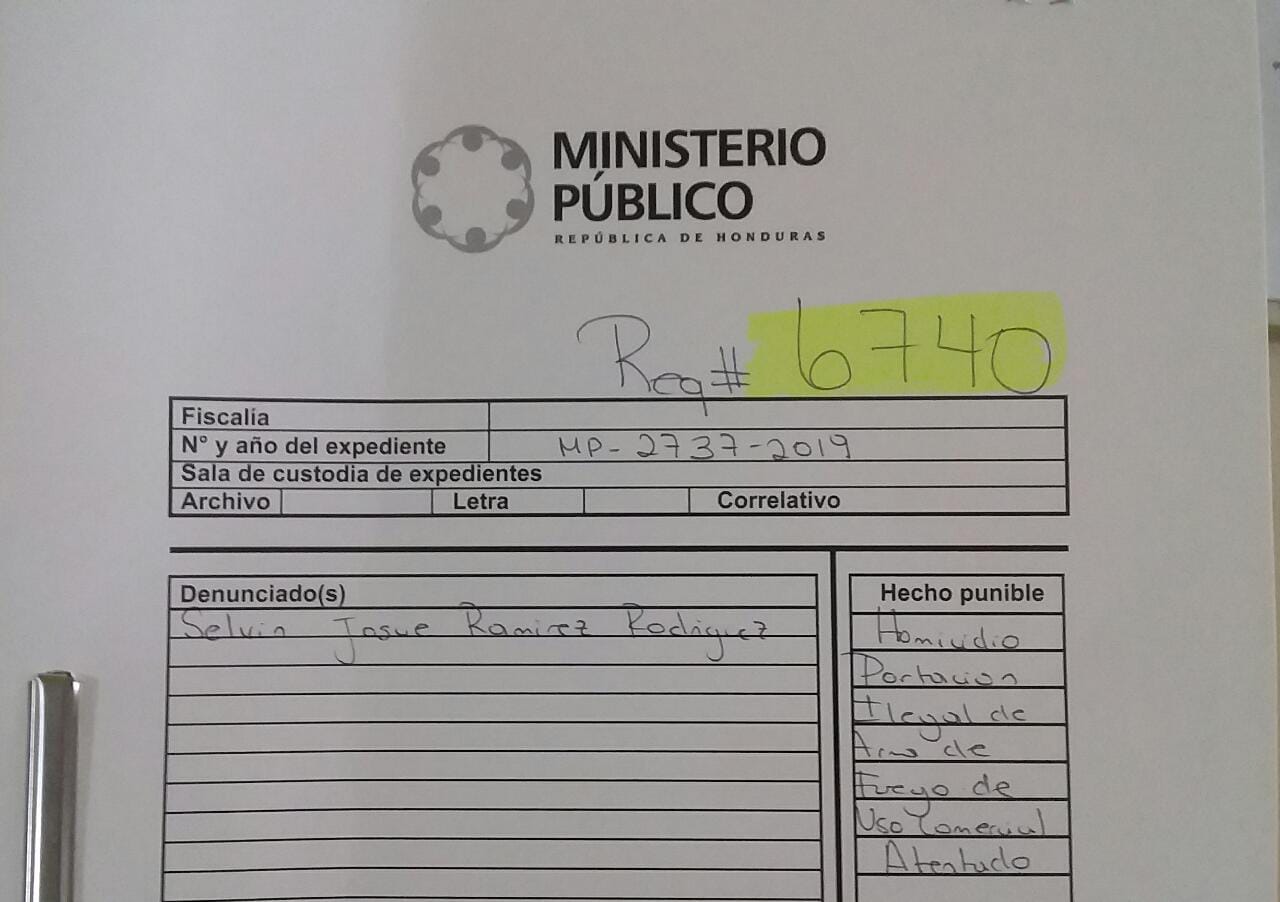 MINISTERIO
PÚBLICO
REPÚBLICA DE HONDURAS
Req# 6740
Fiscalía
N° y año del expediente MP-2737-2019
Sala de custodia de expedientes
Archivo Letra Correlativo
Denunciado(s)
Selvin Josue Ramirez Rodriguez
Hecho punible
Homicidio
Portacion
Ilegal de
Arma de
Fuego de
Uso Comercial
Atentado